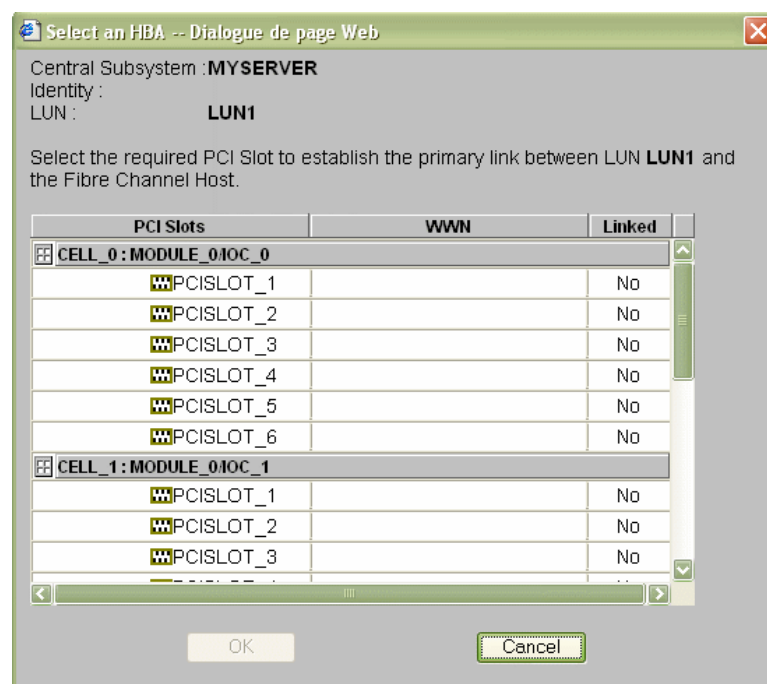 Select an HBA -- Dialogue de page Web
Central Subsystem : MYSERVER
Identity :
LUN : LUN1
Select the required PCI Slot to establish the primary link between LUN LUN1 and
the Fibre Channel Host.
PCI Slots WWN Linked
CELL_0 : MODULE_0/IOC_0
PCISLOT_1 No
PCISLOT_2 No
PCISLOT_3 No
PCISLOT_4 No
PCISLOT_5 No
PCISLOT_6 No
CELL_1 : MODULE_0/IOC_1
PCISLOT_1 No
PCISLOT_2 No
PCISLOT_3 No
OK Cancel